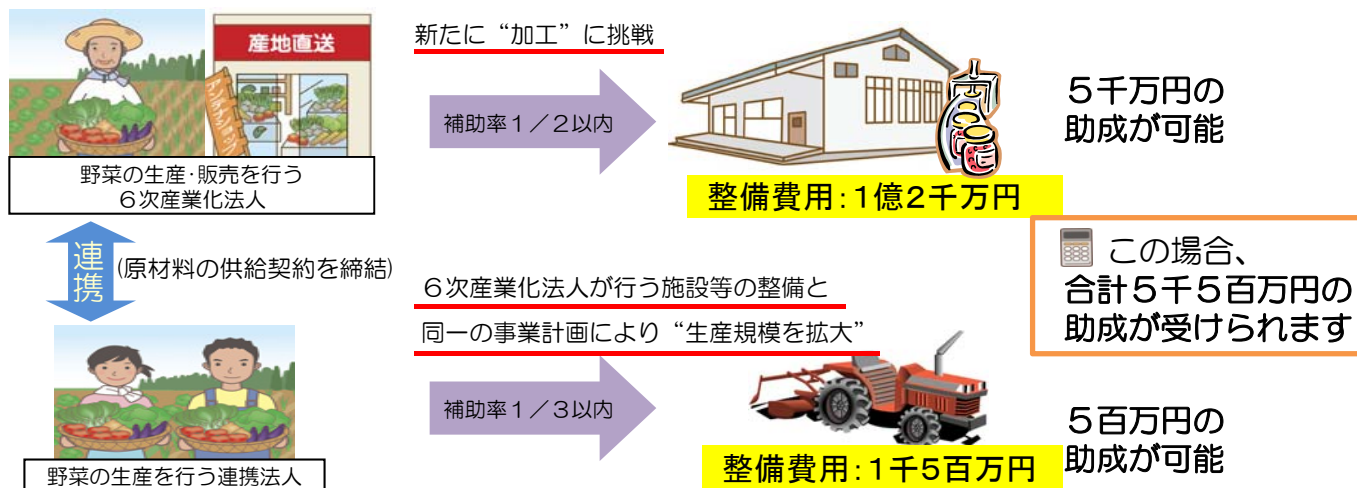 産地直送
新たに“加工”に挑戦
補助率１／２以内
５千万円の
助成が可能
野菜の生産･販売を行う
６次産業化法人
整備費用：１億２千万円
連携
(原材料の供給契約を締結)
６次産業化法人が行う施設等の整備と
同一の事業計画により“生産規模を拡大”
この場合、
合計５千５百万円の
助成が受けられます
補助率１／３以内
５百万円の
助成が可能
野菜の生産を行う連携法人
整備費用：１千５百万円